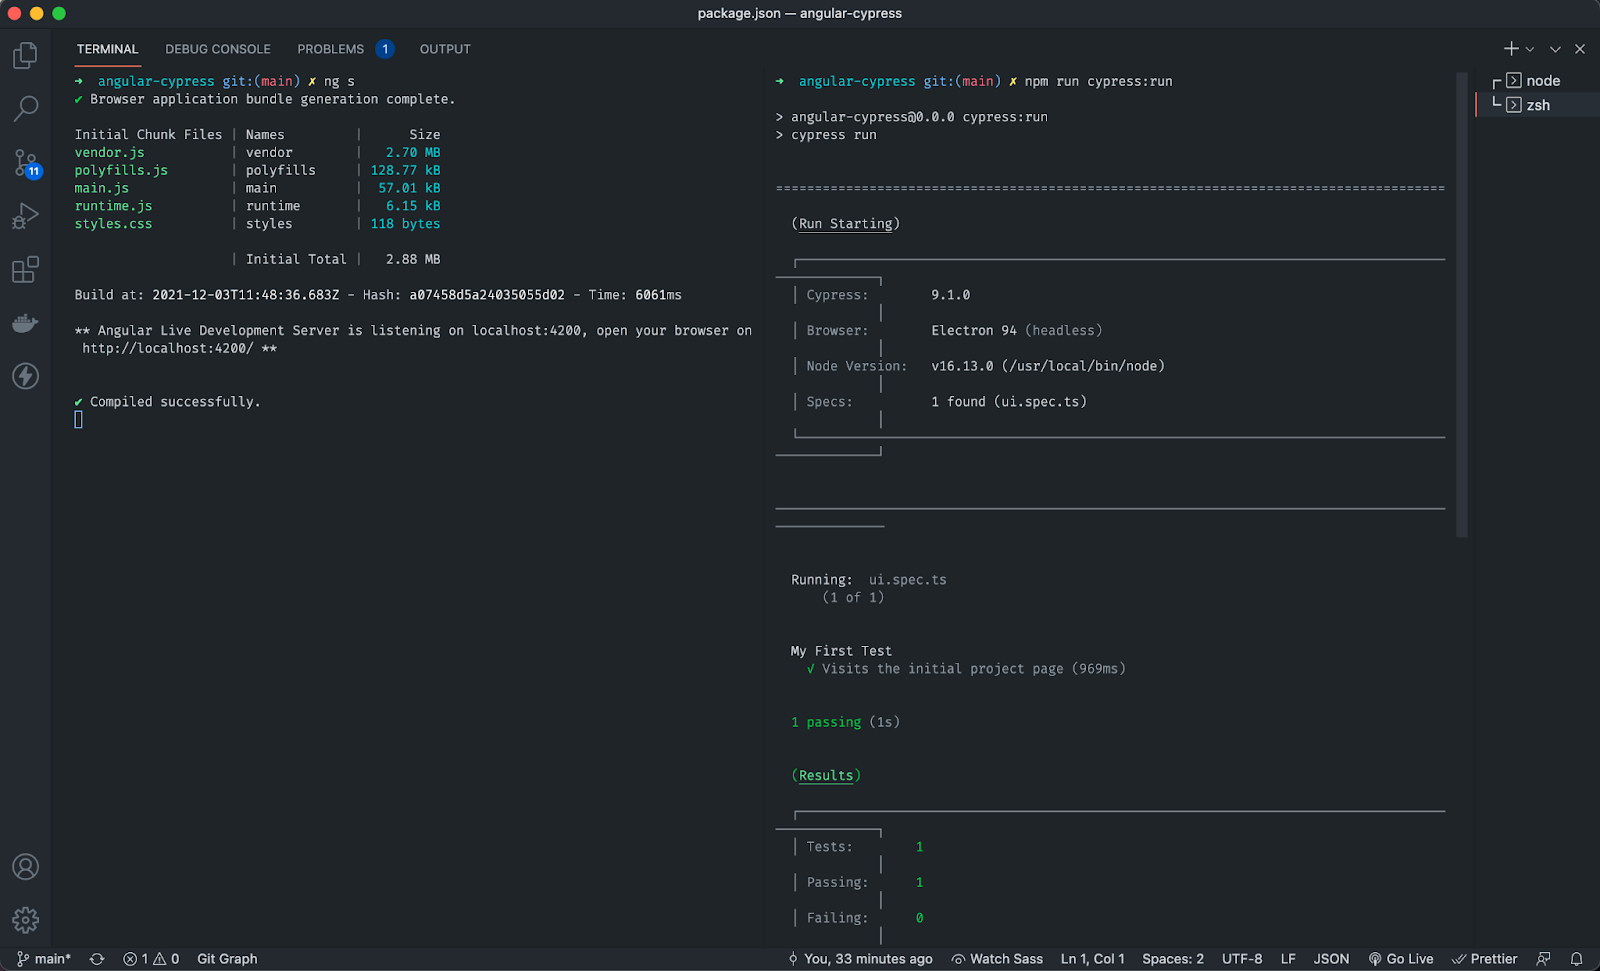 package.json — angular-cypress
TERMINAL DEBUG CONSOLE PROBLEMS 1 OUTPUT
➜ angular-cypress git:(main) ✗ ng s
✔ Browser application bundle generation complete.
Initial Chunk Files | Names | Size
vendor.js | vendor | 2.70 MB
polyfills.js | polyfills | 128.77 kB
main.js | main | 57.01 kB
runtime.js | runtime | 6.15 kB
styles.css | styles | 118 bytes
| Initial Total | 2.88 MB
Build at: 2021-12-03T11:48:36.683Z - Hash: a07458d5a24035055d02 - Time: 6061ms
** Angular Live Development Server is listening on localhost:4200, open your browser on
http://localhost:4200/ **
✔ Compiled successfully.
➜ angular-cypress git:(main) ✗ npm run cypress:run
> angular-cypress@0.0.0 cypress:run
> cypress run
======================================================================================
(Run Starting)
Cypress: 9.1.0
Browser: Electron 94 (headless)
Node Version: v16.13.0 (/usr/local/bin/node)
Specs: 1 found (ui.spec.ts)
Running: ui.spec.ts
(1 of 1)
My First Test
√ Visits the initial project page (969ms)
1 passing (1s)
(Results)
Tests: 1
Passing: 1
Failing: 0
node
zsh
11
main* 1 0 Git Graph
You, 33 minutes ago Watch Sass Ln 1, Col 1 Spaces: 2 UTF-8 LF JSON Go Live Prettier